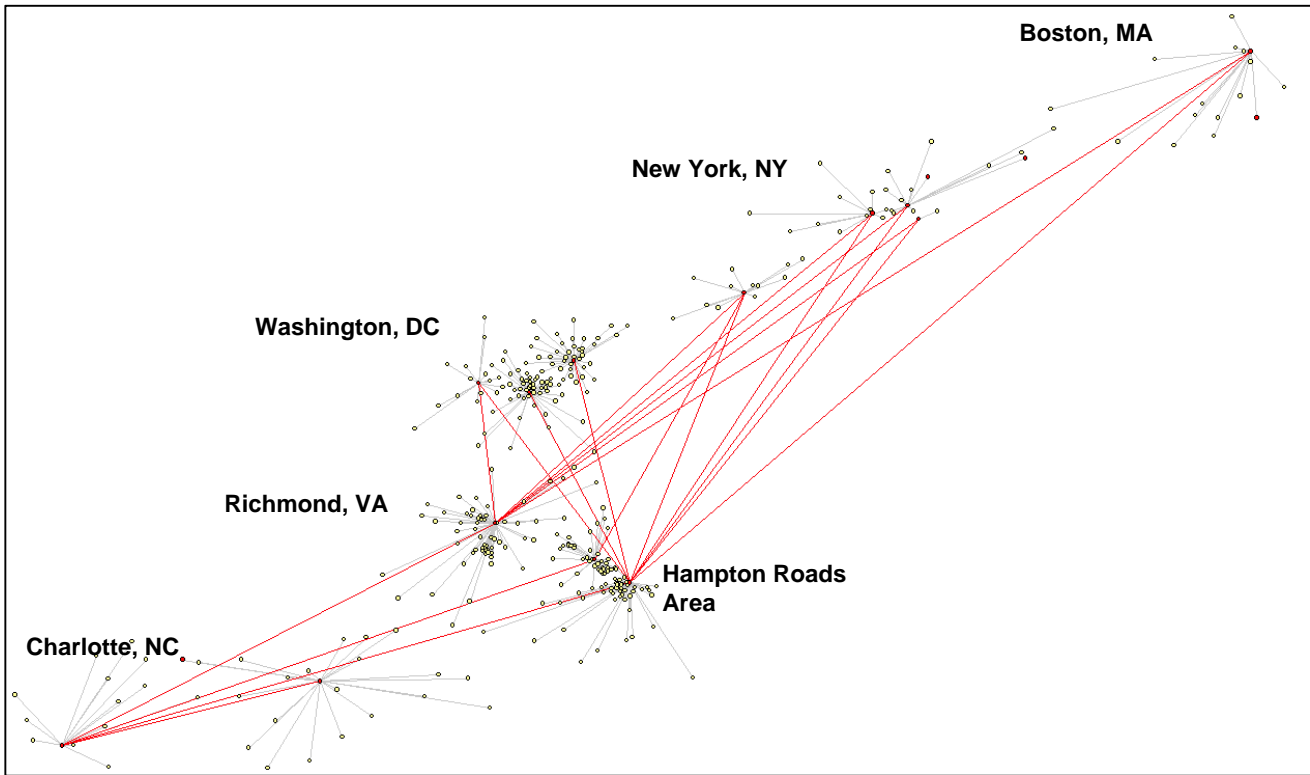 Boston, MA
New York, NY
Washington, DC
Richmond, VA
Hampton Roads
Area
Charlotte, NC